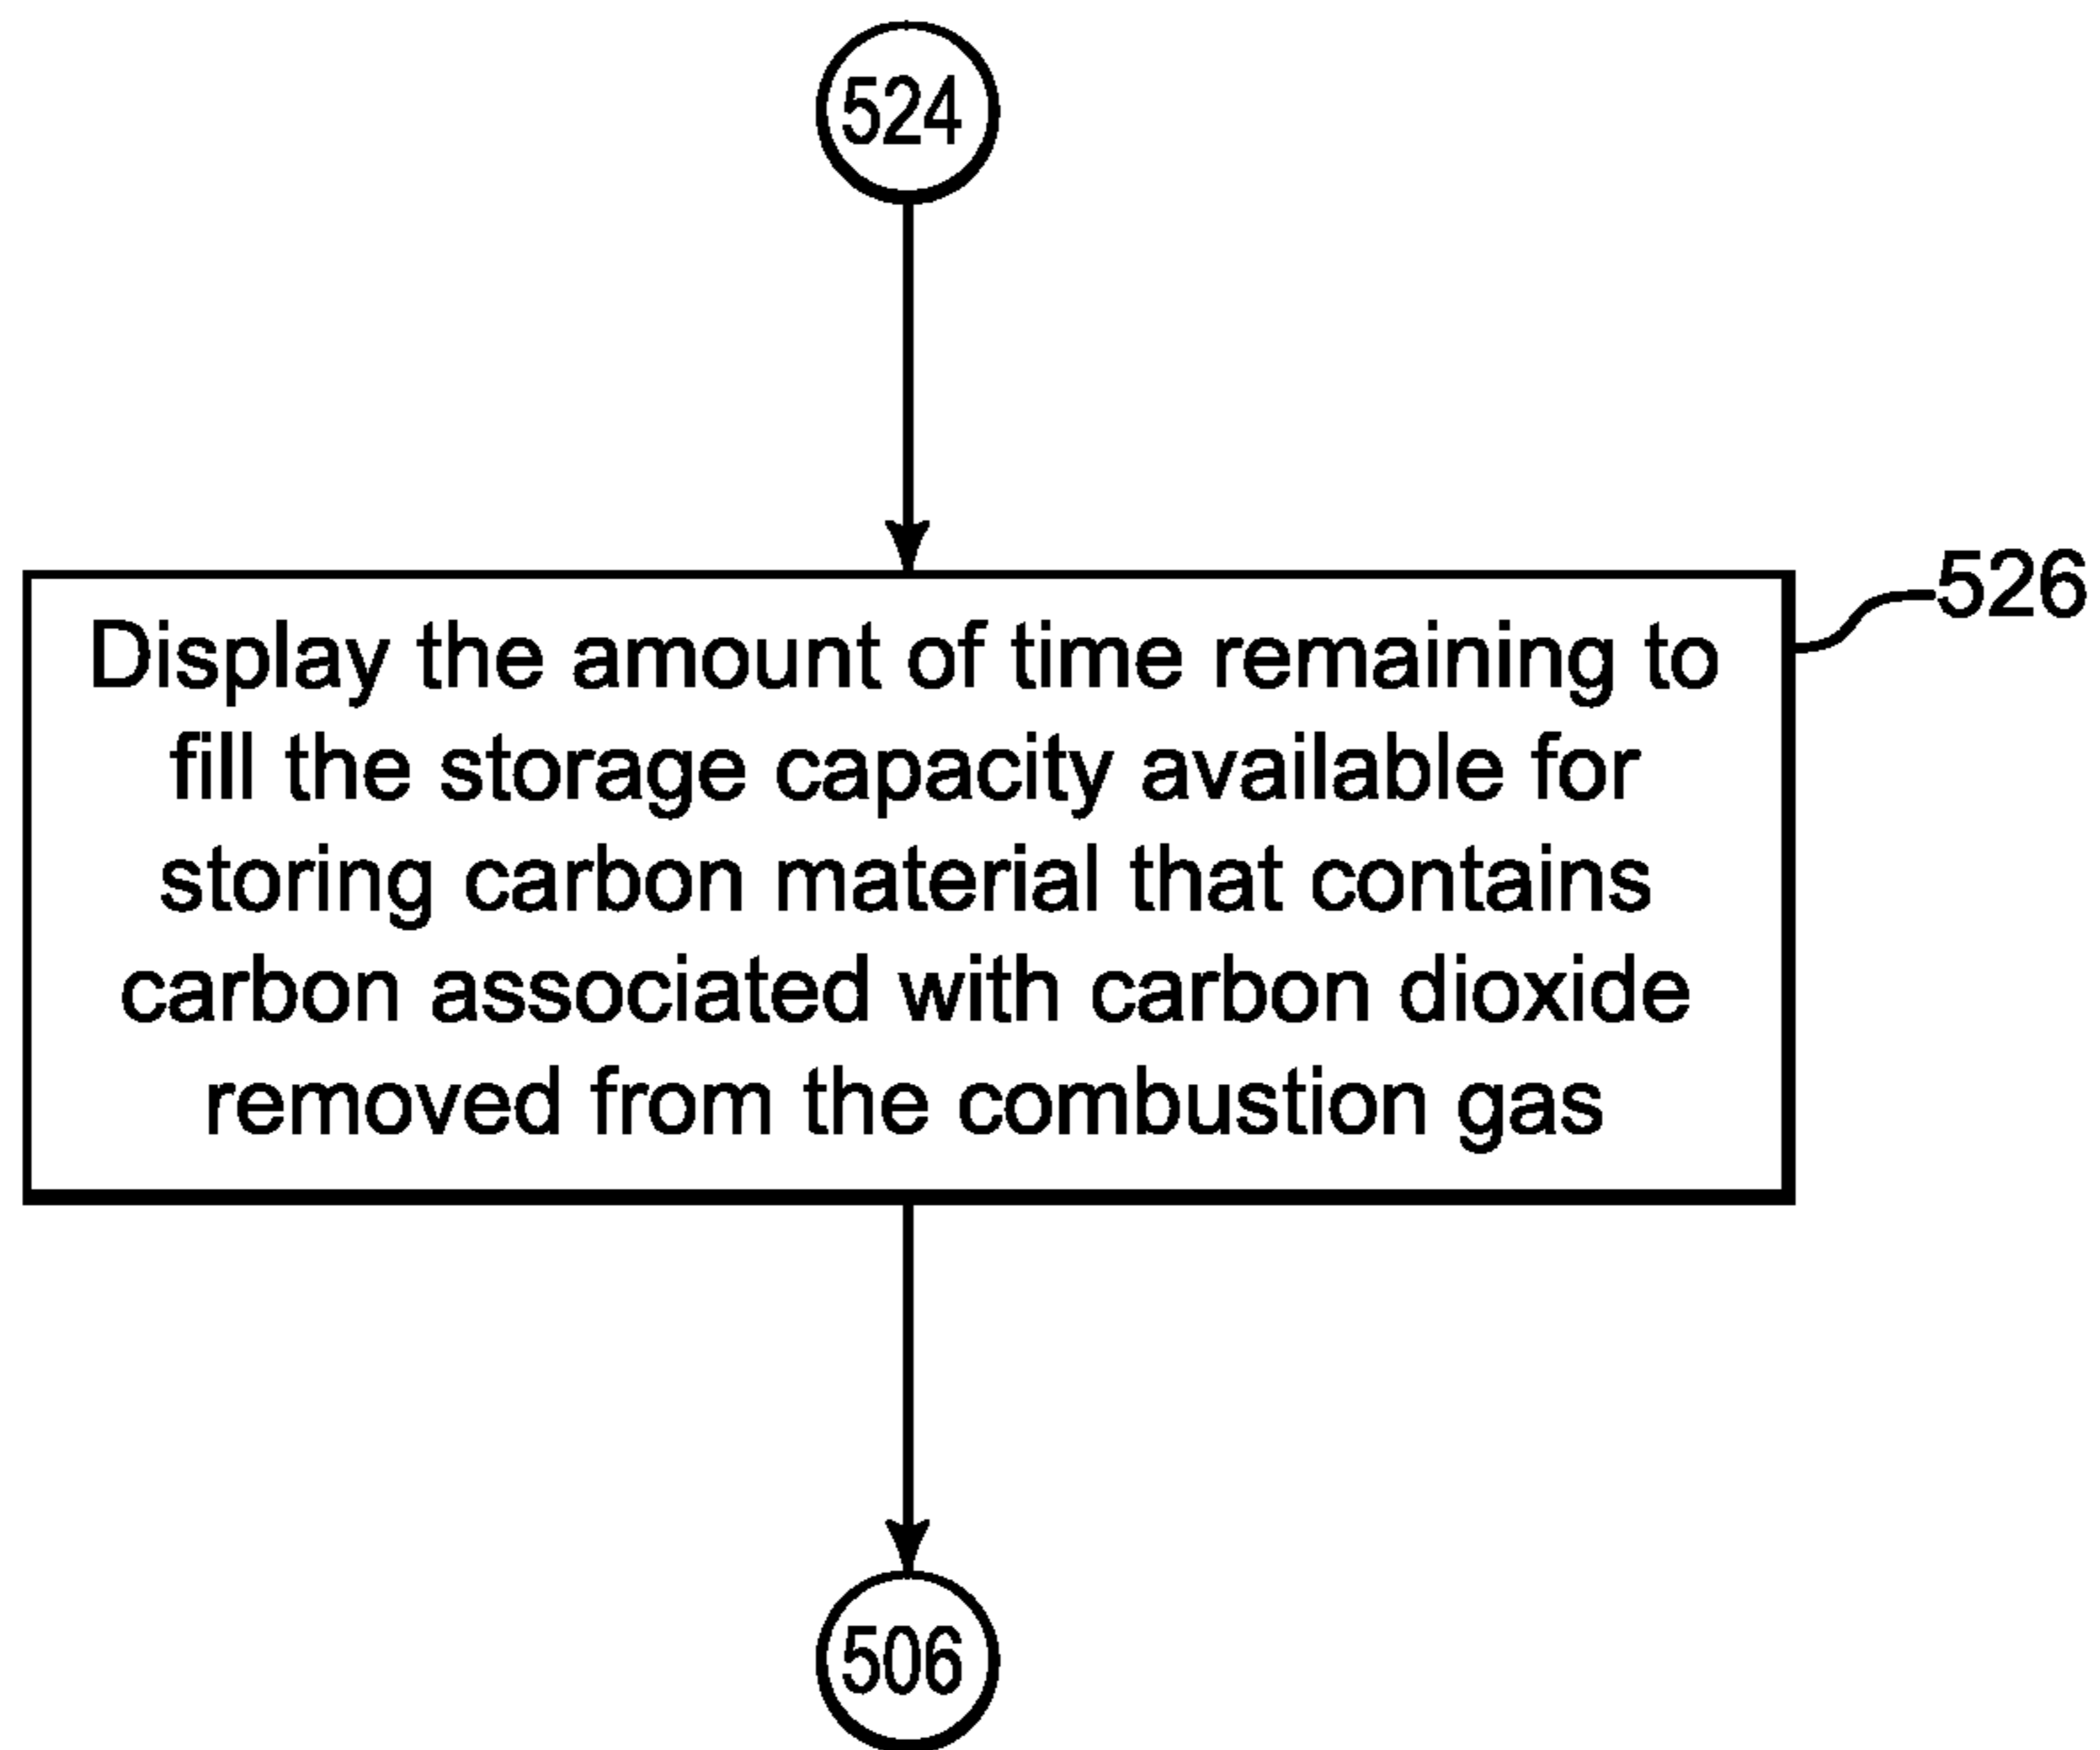 524
526
Display the amount of time remaining to
fill the storage capacity available for
storing carbon material that contains
carbon associated with carbon dioxide
removed from the combustion gas
506